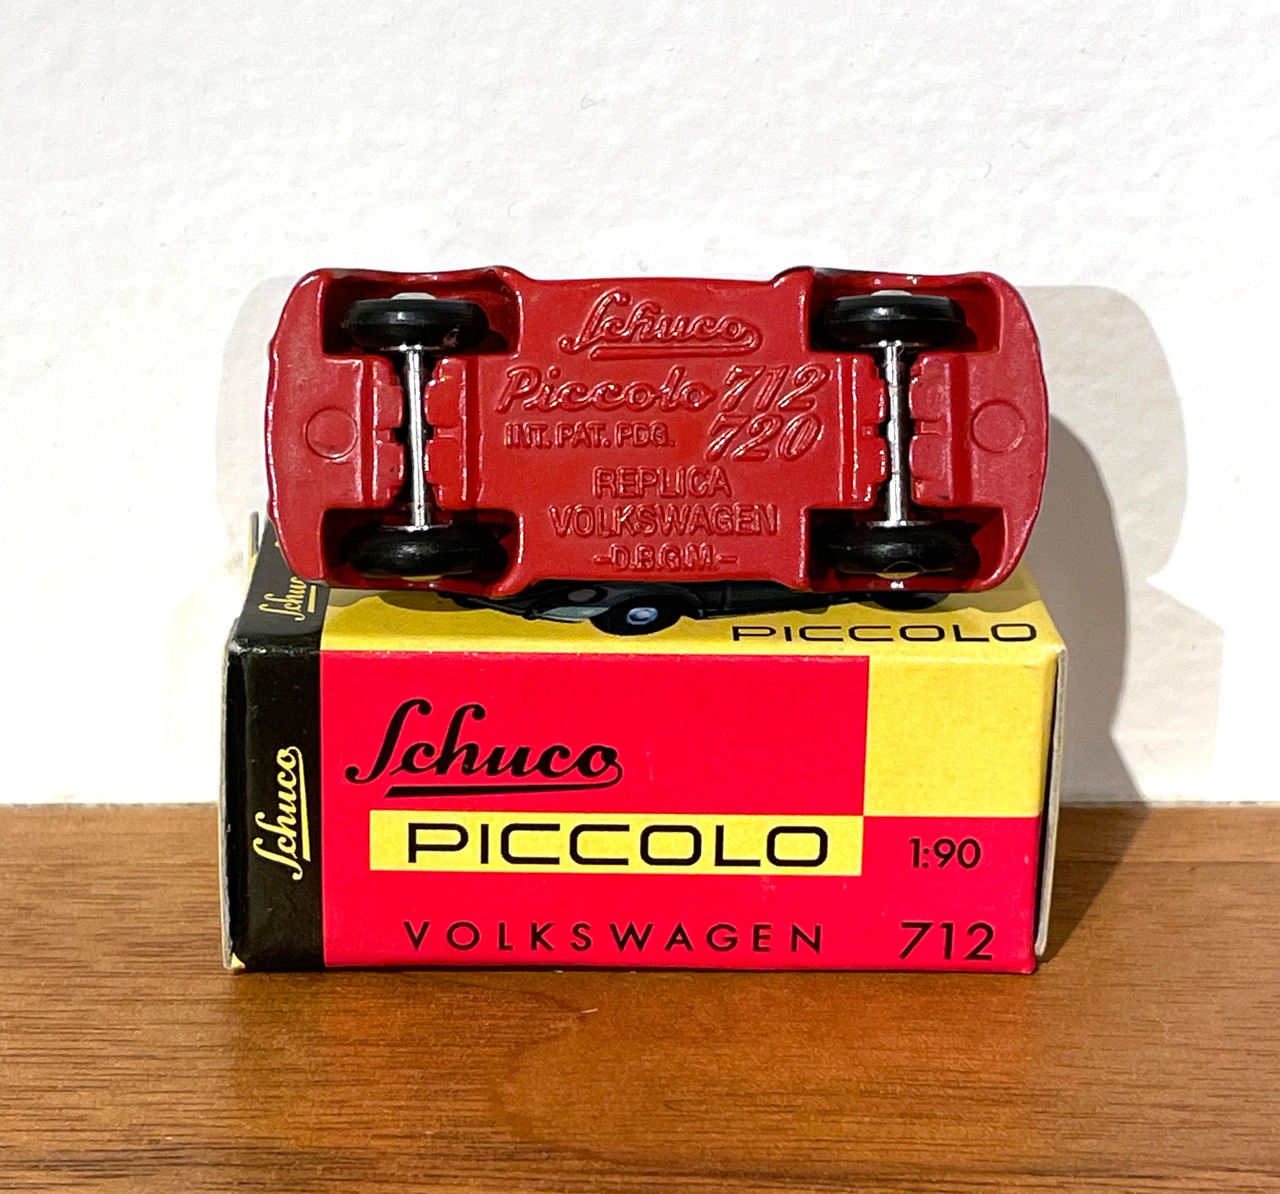 Schuco
Piccolo 712
INT. PAT. PDG. 720
REPLICA
VOLKSWAGEN
-D.B.G.M.-
Schuco
PICCOLO
Schuco
Schuco
PICCOLO
1:90
VOLKSWAGEN 712